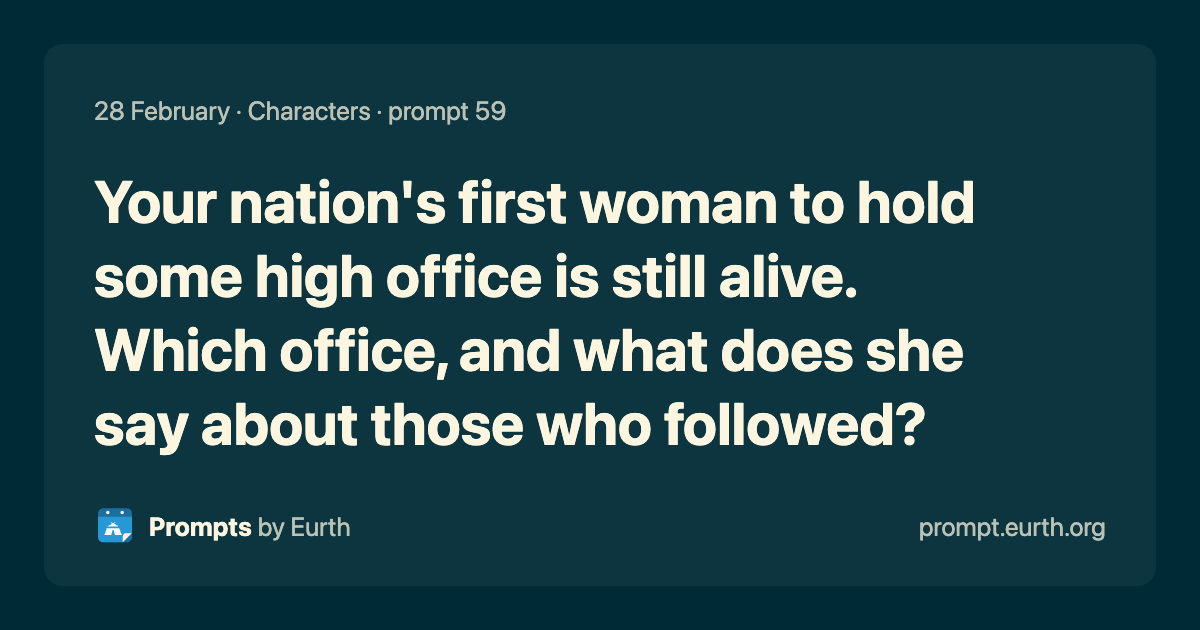 28 February · Characters · prompt 59
Your nation's first woman to hold
some high office is still alive.
Which office, and what does she
say about those who followed?
Prompts by Eurth
prompt.eurth.org